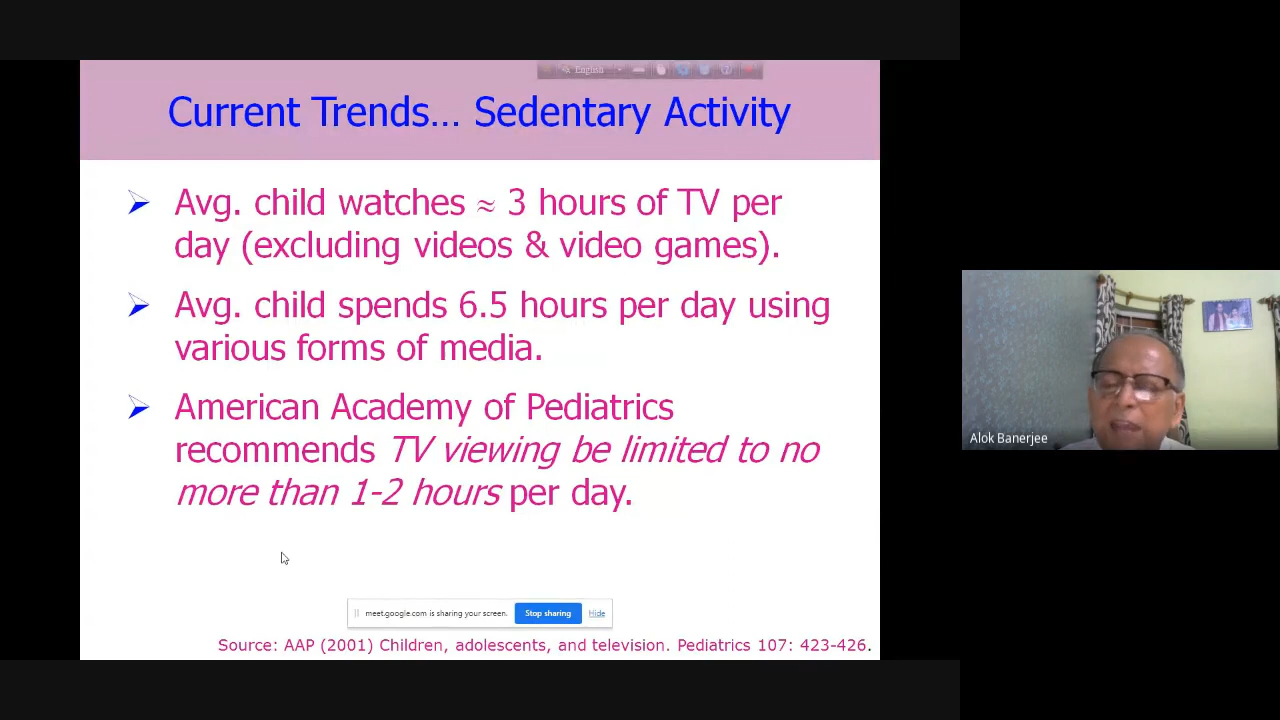 English
Current Trends... Sedentary Activity
Avg. child watches ≈ 3 hours of TV per
day (excluding videos & video games).
Avg. child spends 6.5 hours per day using
various forms of media.
American Academy of Pediatrics
recommends TV viewing be limited to no
more than 1-2 hours per day.
meet.google.com is sharing your screen. Stop sharing Hide
Source: AAP (2001) Children, adolescents, and television. Pediatrics 107: 423-426.
Alok Banerjee